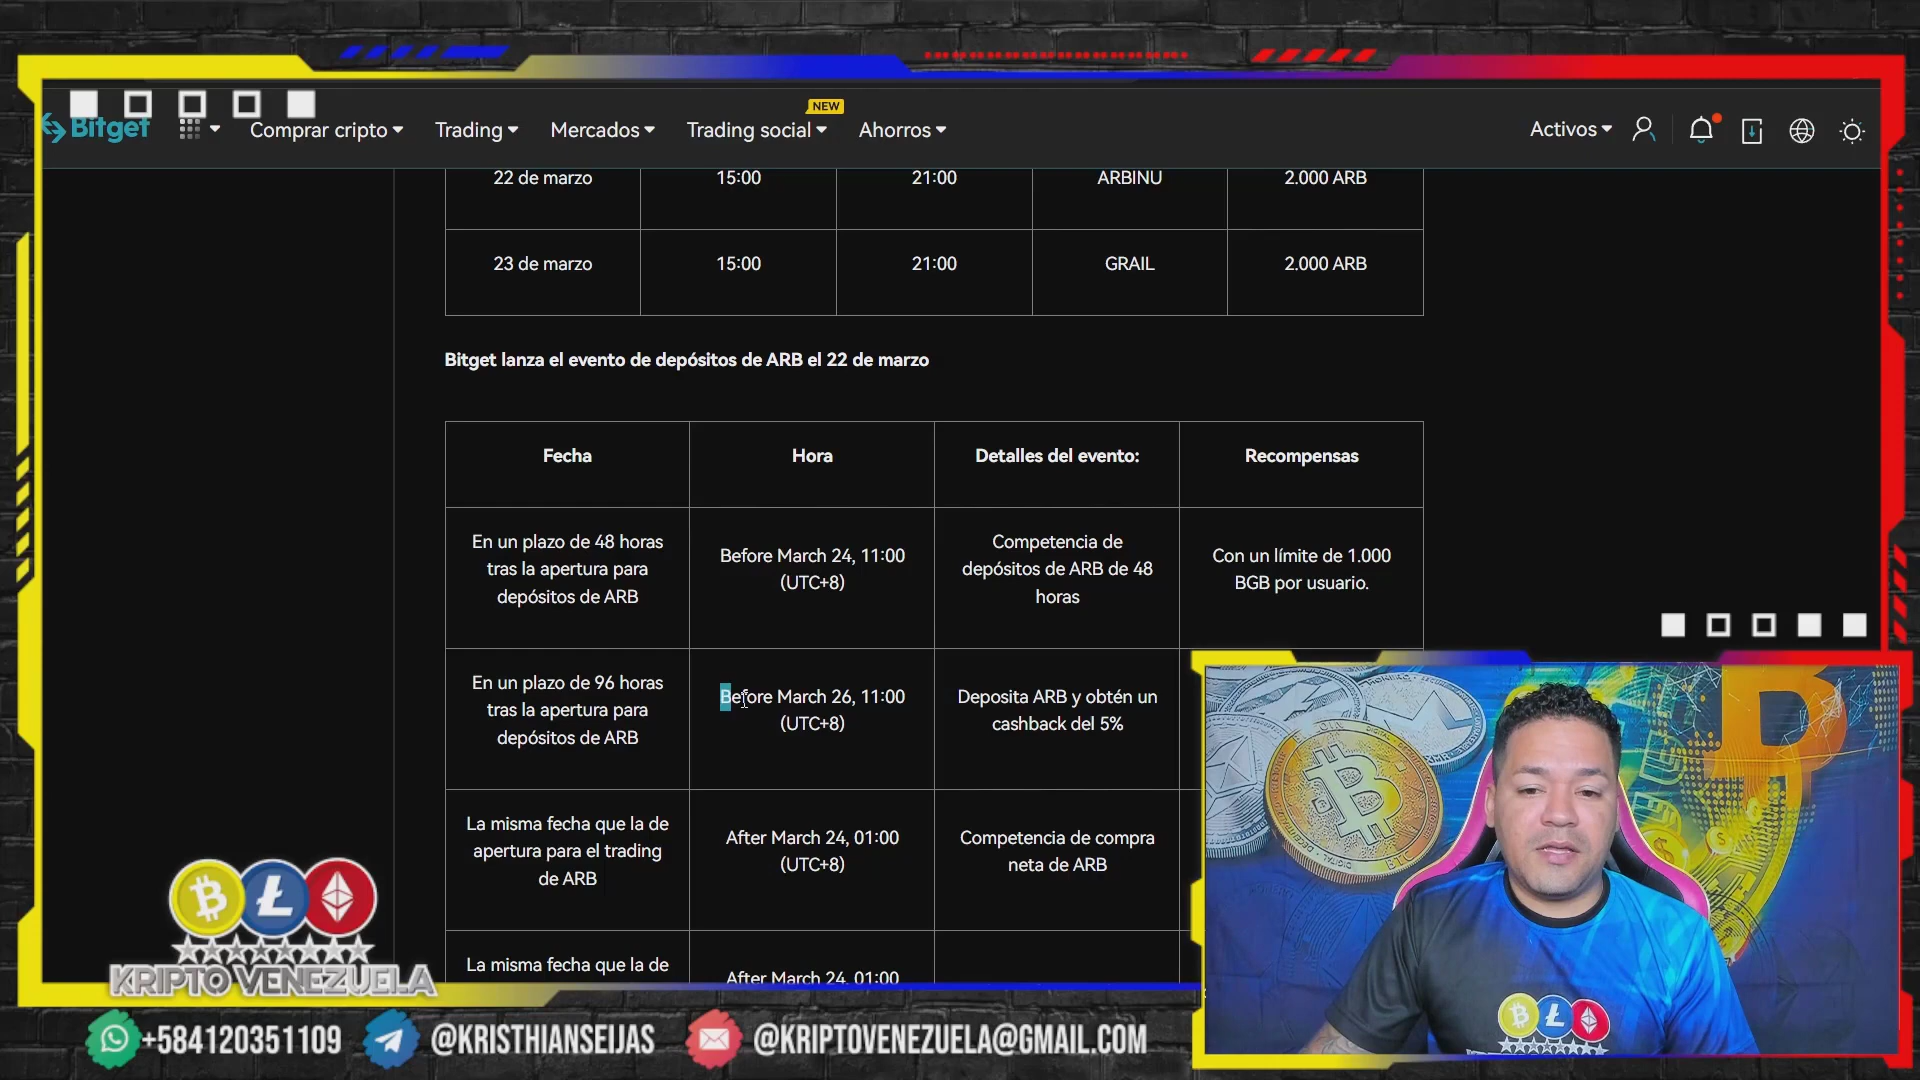 NEW
Bitget
Comprar cripto
Trading
Mercados
Trading social
Ahorros
Activos
22 de marzo 15:00 21:00 ARBINU 2.000 ARB
23 de marzo 15:00 21:00 GRAIL 2.000 ARB
Bitget lanza el evento de depósitos de ARB el 22 de marzo
Fecha Hora Detalles del evento: Recompensas
En un plazo de 48 horas
tras la apertura para
depósitos de ARB
Before March 24, 11:00
(UTC+8)
Competencia de
depósitos de ARB de 48
horas
Con un límite de 1.000
BGB por usuario.
En un plazo de 96 horas
tras la apertura para
depósitos de ARB
Before March 26, 11:00
(UTC+8)
Deposita ARB y obtén un
cashback del 5%
La misma fecha que la de
apertura para el trading
de ARB
After March 24, 01:00
(UTC+8)
Competencia de compra
neta de ARB
La misma fecha que la de
After March 24, 01:00
KRIPTO VENEZUELA
+584120351109
@KRISTHIANSEIJAS
@KRIPTOVENEZUELA@GMAIL.COM